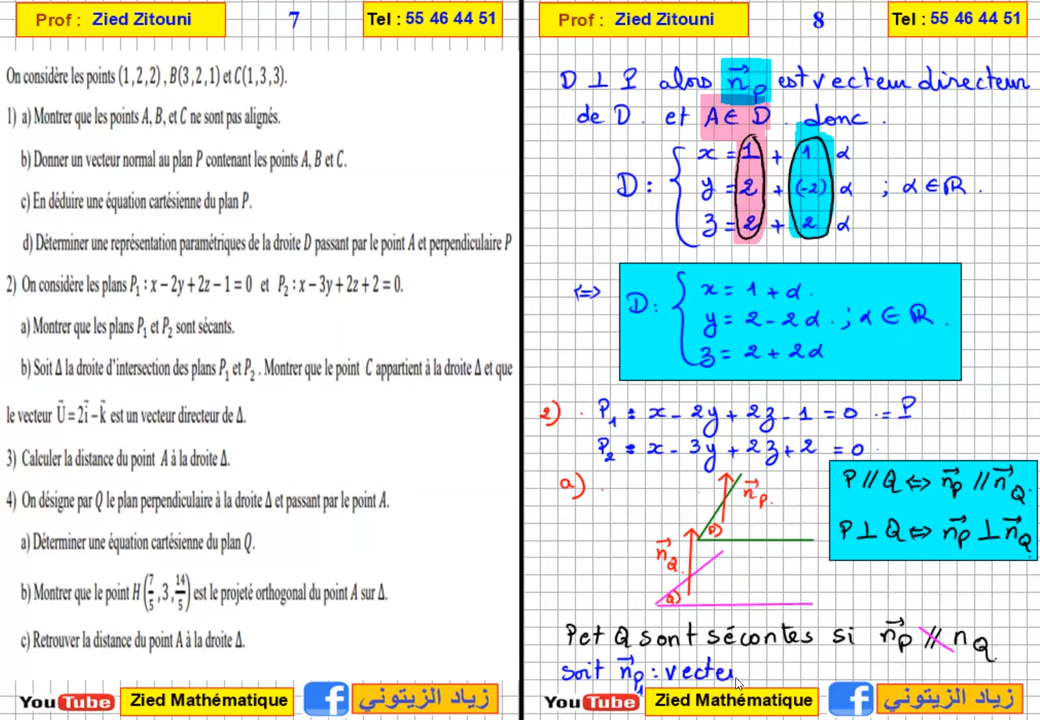 Prof : Zied Zitouni
7
Tel : 55 46 44 51
On considère les points (1,2,2), B(3,2,1) et C(1,3,3).
1) a) Montrer que les points A, B, et C ne sont pas alignés.
b) Donner un vecteur normal au plan P contenant les points A, B et C.
c) En déduire une équation cartésienne du plan P.
d) Déterminer une représentation paramétriques de la droite D passant par le point A et perpendiculaire P
2) On considère les plans P₁ : x − 2y + 2z − 1 = 0 et P₂ : x − 3y + 2z + 2 = 0.
a) Montrer que les plans P₁ et P₂ sont sécants.
b) Soit Δ la droite d'intersection des plans P₁ et P₂. Montrer que le point C appartient à la droite Δ et que
le vecteur U⃗ = 2i⃗ − k⃗ est un vecteur directeur de Δ.
3) Calculer la distance du point A à la droite Δ.
4) On désigne par Q le plan perpendiculaire à la droite Δ et passant par le point A.
a) Déterminer une équation cartésienne du plan Q.
b) Montrer que le point H(7/5, 3, 14/5) est le projeté orthogonal du point A sur Δ.
c) Retrouver la distance du point A à la droite Δ.
You Tube Zied Mathématique f زياد الزيتوني
Prof : Zied Zitouni
8
Tel : 55 46 44 51
D ⊥ P alors n⃗p est vecteur directeur
de D. et A ∈ D. donc.
x = 1 + 1 α
D : { y = 2 + (-2) α ; α ∈ ℝ.
z = 2 + 2 α
⇔ x = 1 + α.
D : { y = 2 - 2α. ; α ∈ ℝ.
z = 2 + 2α
2) . P₁ : x - 2y + 2z - 1 = 0 . = P
P₂ : x - 3y + 2z + 2 = 0
a)
n⃗p
P)
n⃗Q
Q)
P // Q ⇔ n⃗p // n⃗Q.
P ⊥ Q ⇔ n⃗p ⊥ n⃗Q
P et Q sont sécantes si n⃗p // nQ
soit n⃗p₁ : vecte
You Tube Zied Mathématique f زياد الزيتوني